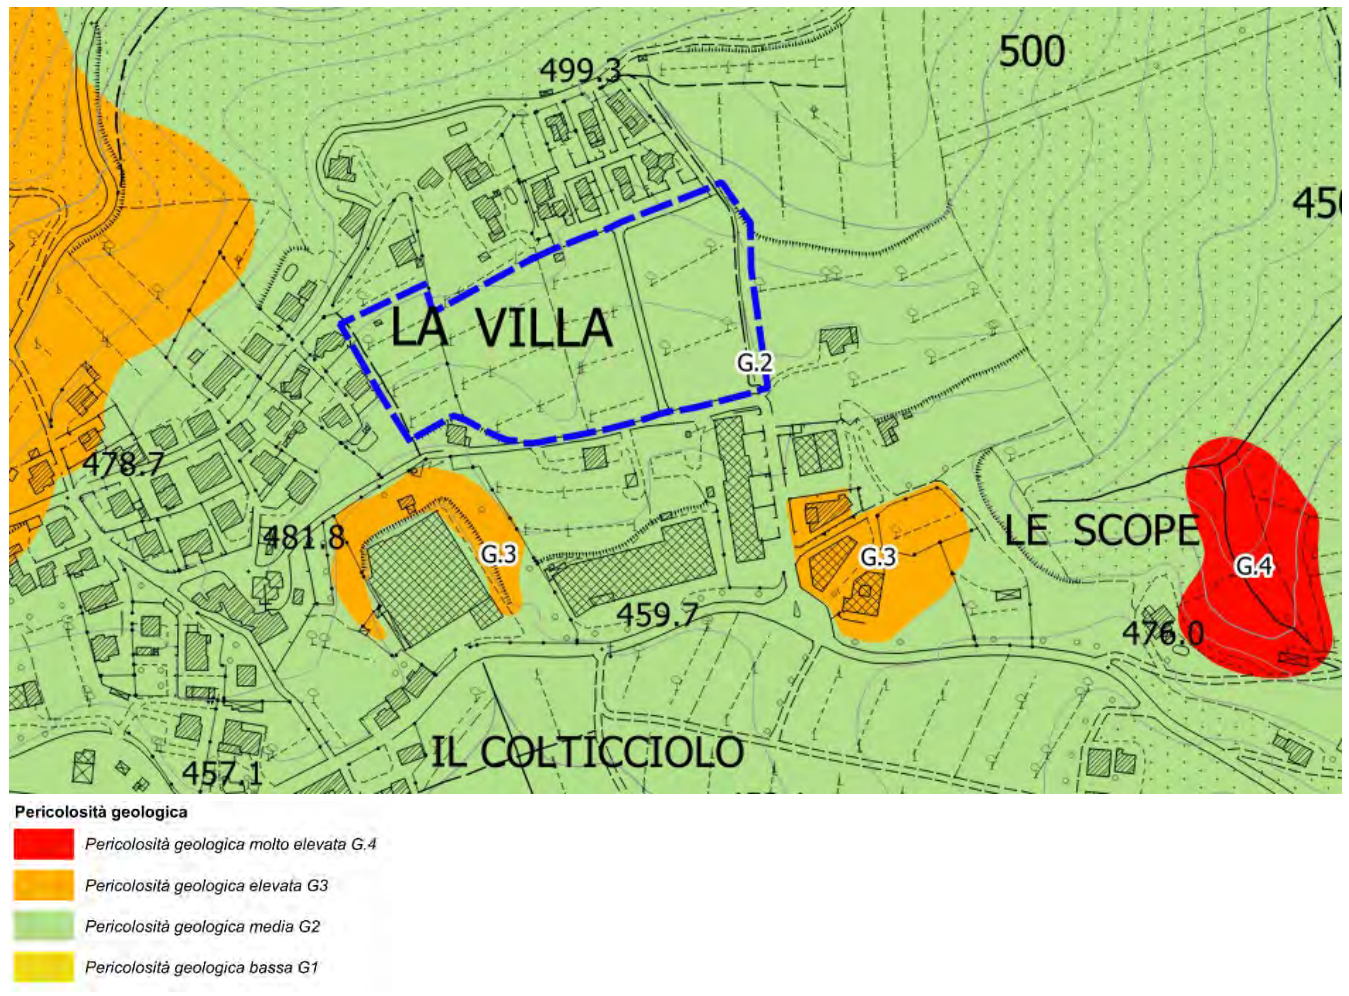 500
499.3
450
LA VILLA
G.2
478.7
481.8
G.3
G.3
LE SCOPE
G.4
459.7
476.0
IL COLTICCIOLO
457.1
Pericolosità geologica
Pericolosità geologica molto elevata G.4
Pericolosità geologica elevata G3
Pericolosità geologica media G2
Pericolosità geologica bassa G1